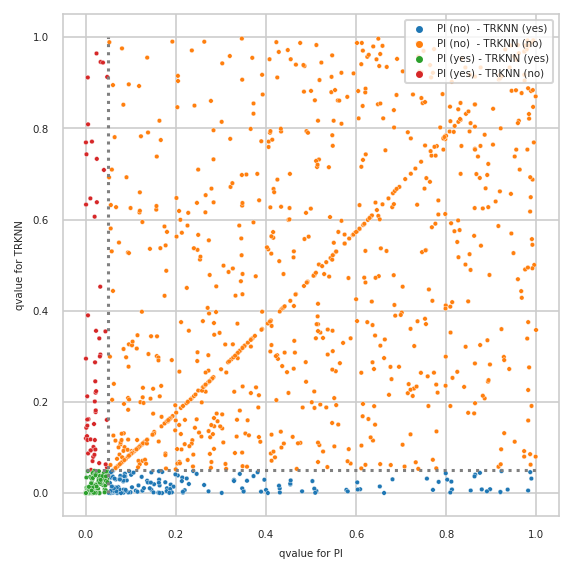 PI (no)  - TRKNN (yes)
PI (no)  - TRKNN (no)
PI (yes) - TRKNN (yes)
PI (yes) - TRKNN (no)
qvalue for TRKNN
1.0
0.8
0.6
0.4
0.2
0.0
0.0 0.2 0.4 0.6 0.8 1.0
qvalue for PI